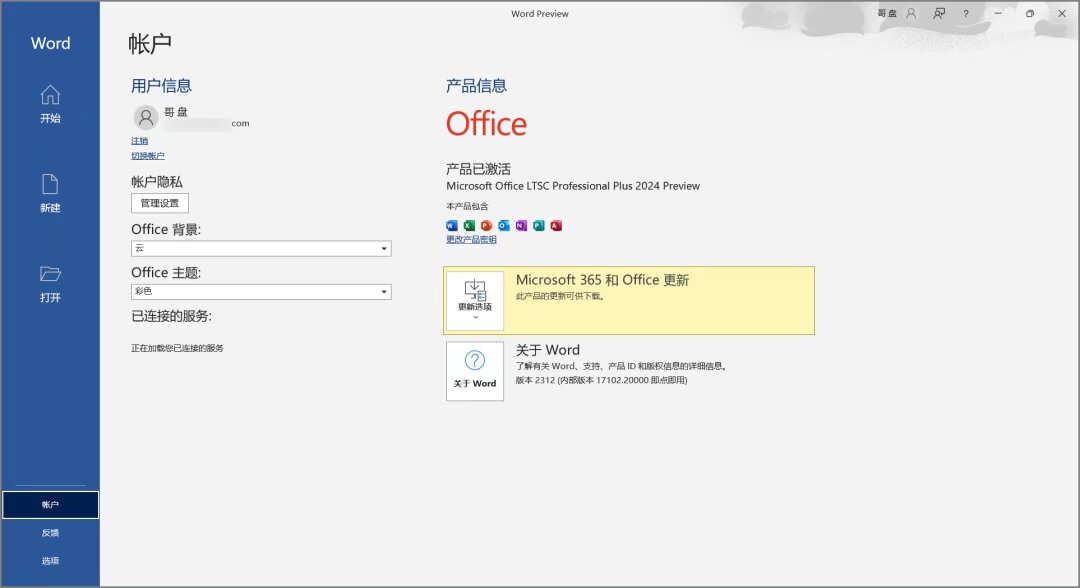 Word Preview
哥 盘
?
Word
开始
新建
打开
帐户
反馈
选项
帐户
用户信息
哥 盘
com
注销
切换帐户
帐户隐私
管理设置
Office 背景:
云
Office 主题:
彩色
已连接的服务:
正在加载您已连接的服务
产品信息
Office
产品已激活
Microsoft Office LTSC Professional Plus 2024 Preview
本产品包含
W X P O N P A
更改产品密钥
更新选项
Microsoft 365 和 Office 更新
此产品的更新可供下载。
?
关于 Word
关于 Word
了解有关 Word、支持、产品 ID 和版权信息的详细信息。
版本 2312 (内部版本 17102.20000 即点即用)